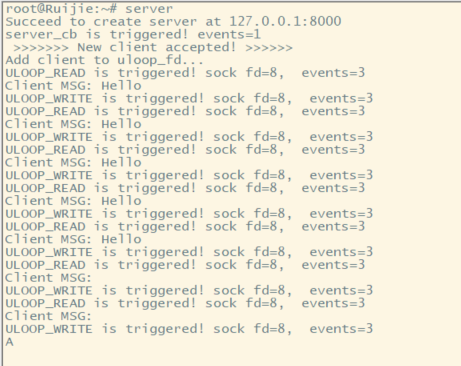 root@Ruijie:~# server
Succeed to create server at 127.0.0.1:8000
server_cb is triggered! events=1
>>>>>>> New client accepted! >>>>>>
Add client to uloop_fd...
ULOOP_READ is triggered! sock fd=8,  events=3
Client MSG: Hello
ULOOP_WRITE is triggered! sock fd=8,  events=3
ULOOP_READ is triggered! sock fd=8,  events=3
Client MSG: Hello
ULOOP_WRITE is triggered! sock fd=8,  events=3
ULOOP_READ is triggered! sock fd=8,  events=3
Client MSG: Hello
ULOOP_WRITE is triggered! sock fd=8,  events=3
ULOOP_READ is triggered! sock fd=8,  events=3
Client MSG: Hello
ULOOP_WRITE is triggered! sock fd=8,  events=3
ULOOP_READ is triggered! sock fd=8,  events=3
Client MSG: Hello
ULOOP_WRITE is triggered! sock fd=8,  events=3
ULOOP_READ is triggered! sock fd=8,  events=3
Client MSG:
ULOOP_WRITE is triggered! sock fd=8,  events=3
ULOOP_READ is triggered! sock fd=8,  events=3
Client MSG:
ULOOP_WRITE is triggered! sock fd=8,  events=3
A